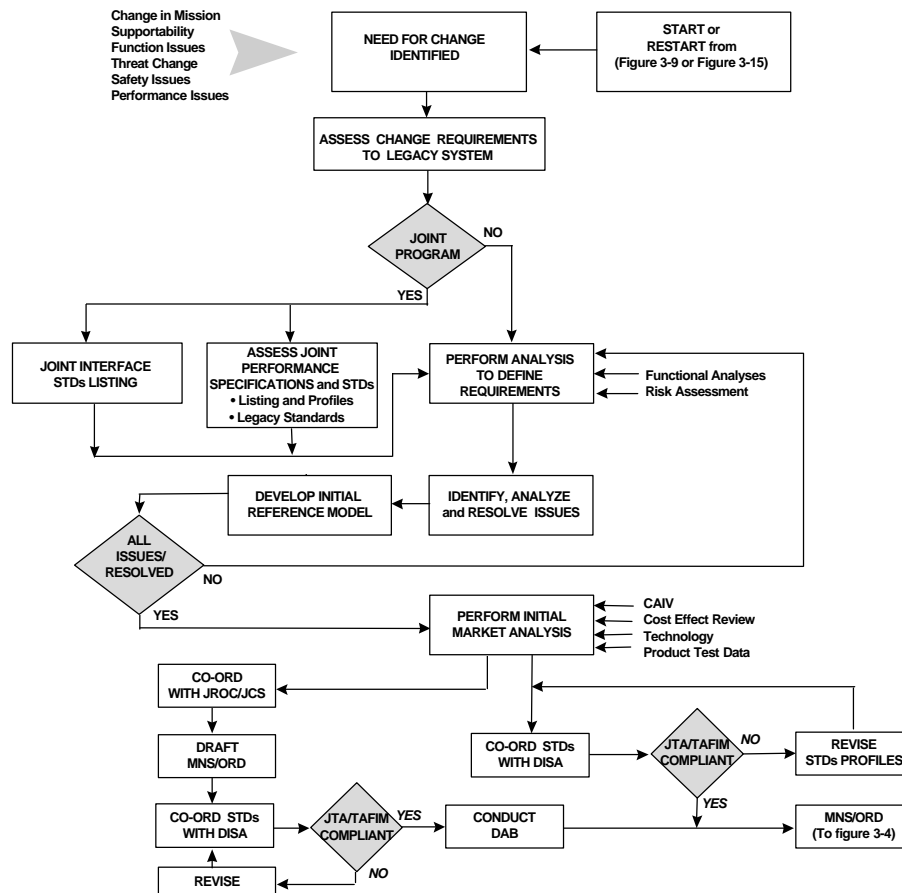 Change in Mission
Supportability
Function Issues
Threat Change
Safety Issues
Performance Issues
NEED FOR CHANGE
IDENTIFIED
START or
RESTART from
(Figure 3-9 or Figure 3-15)
ASSESS CHANGE REQUIREMENTS
TO LEGACY SYSTEM
JOINT
PROGRAM
NO
YES
JOINT INTERFACE
STDs LISTING
ASSESS JOINT
PERFORMANCE
SPECIFICATIONS and STDs
• Listing and Profiles
• Legacy Standards
PERFORM ANALYSIS
TO DEFINE
REQUIREMENTS
Functional Analyses
Risk Assessment
DEVELOP INITIAL
REFERENCE MODEL
IDENTIFY, ANALYZE
and RESOLVE ISSUES
ALL
ISSUES/
RESOLVED
NO
YES
PERFORM INITIAL
MARKET ANALYSIS
CAIV
Cost Effect Review
Technology
Product Test Data
CO-ORD
WITH JROC/JCS
DRAFT
MNS/ORD
CO-ORD STDs
WITH DISA
JTA/TAFIM
COMPLIANT
NO
REVISE
STDs PROFILES
YES
CO-ORD STDs
WITH DISA
JTA/TAFIM
COMPLIANT
YES
CONDUCT
DAB
MNS/ORD
(To figure 3-4)
NO
REVISE